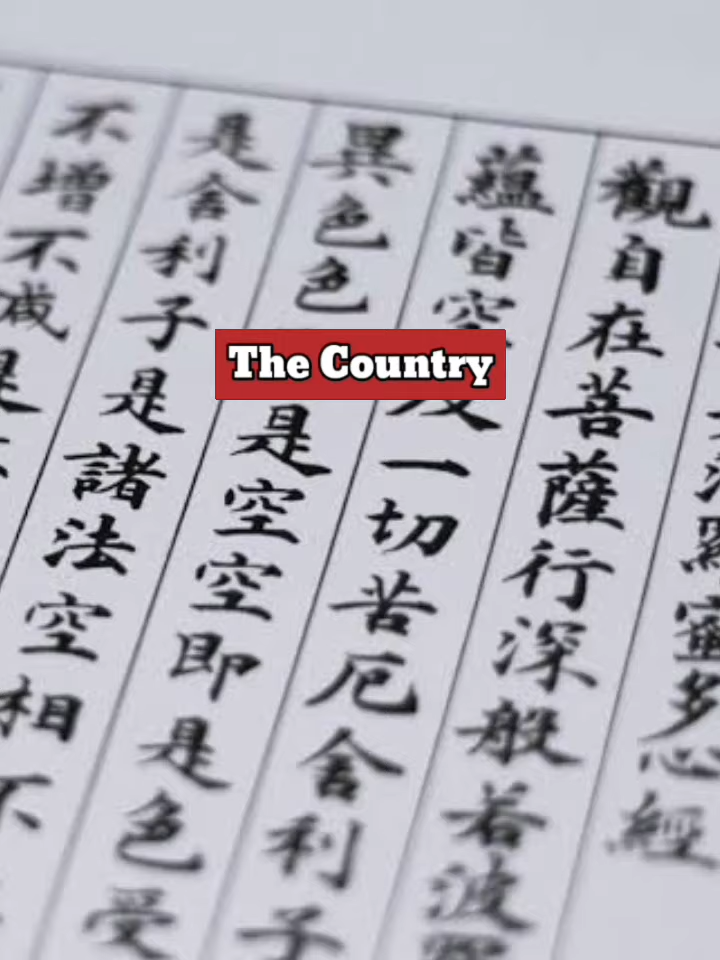 The Country
蜜多心經
觀自在菩薩行深般若波
蘊皆空 一切苦厄舍利子
異色色 是空空即是色受
是舍利子是諸法空相不
不增不減是